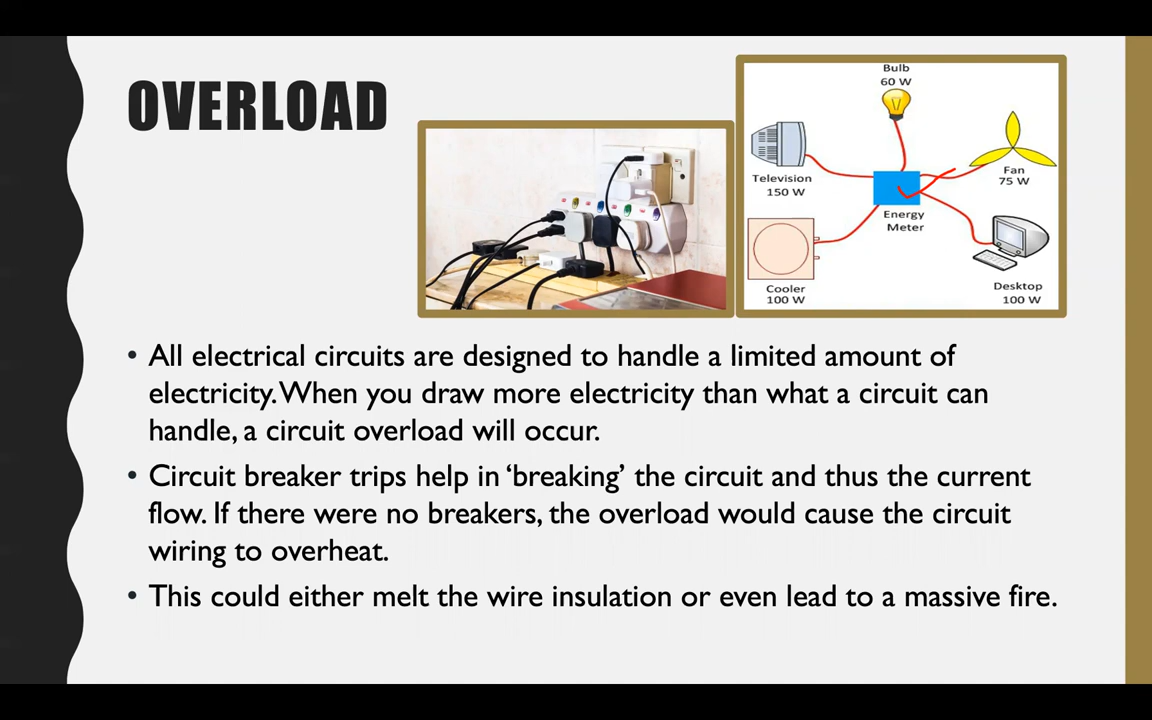 OVERLOAD
Bulb
60 W
Television
150 W
Fan
75 W
Energy
Meter
Cooler
100 W
Desktop
100 W
• All electrical circuits are designed to handle a limited amount of
electricity. When you draw more electricity than what a circuit can
handle, a circuit overload will occur.
• Circuit breaker trips help in ‘breaking’ the circuit and thus the current
flow. If there were no breakers, the overload would cause the circuit
wiring to overheat.
• This could either melt the wire insulation or even lead to a massive fire.